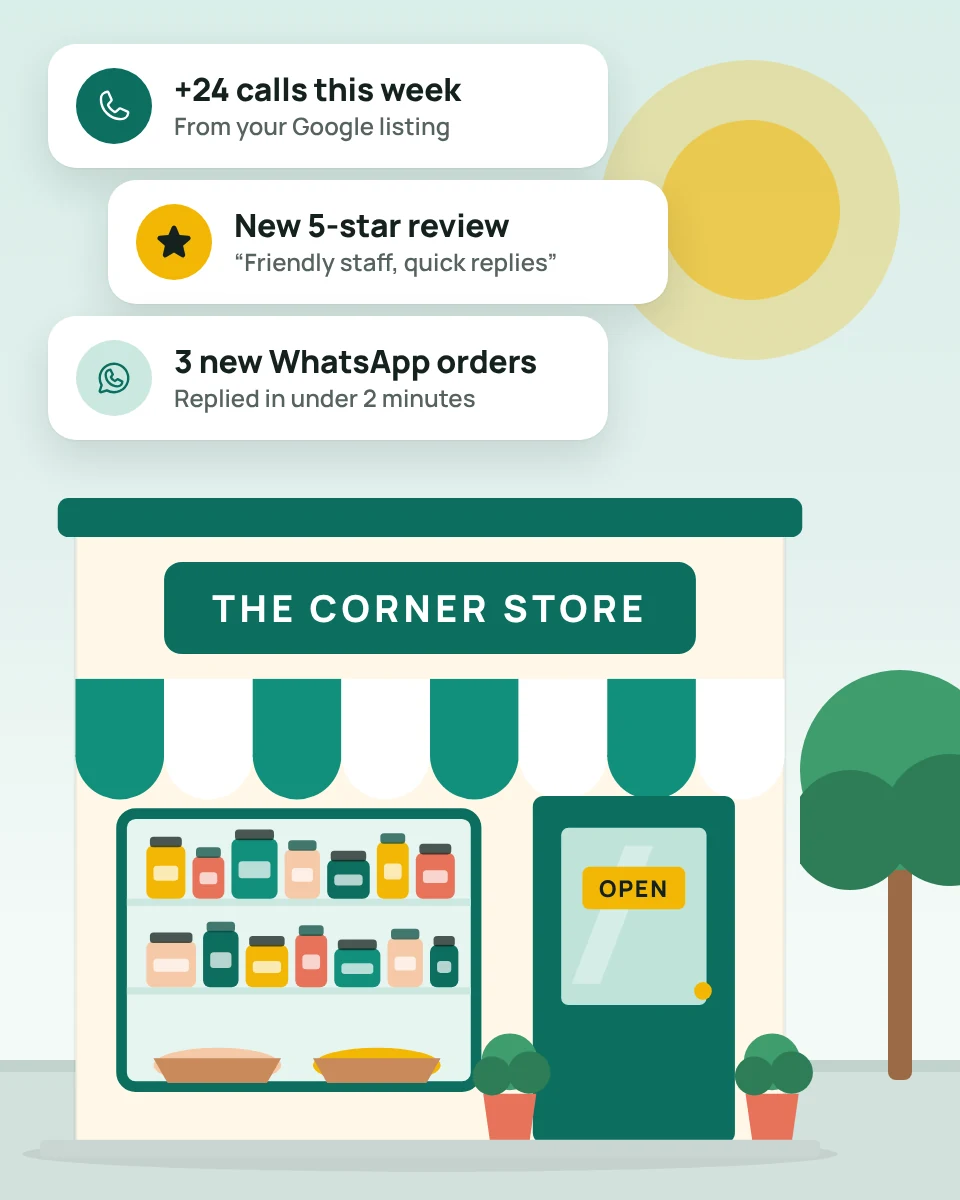 +24 calls this week
From your Google listing
New 5-star review
“Friendly staff, quick replies”
3 new WhatsApp orders
Replied in under 2 minutes
THE CORNER STORE
OPEN